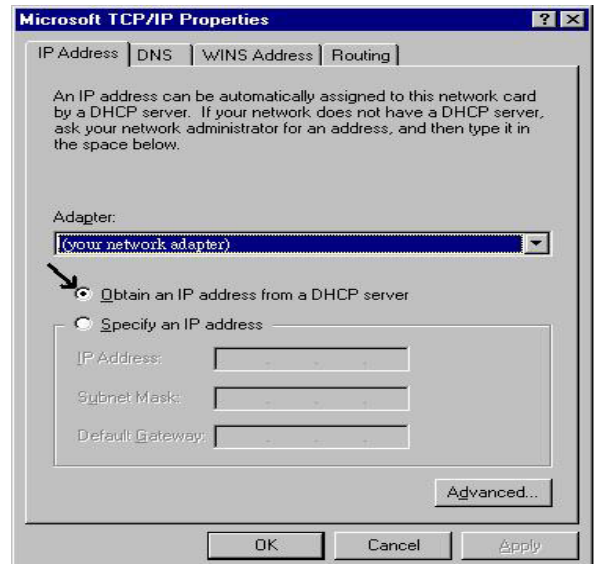 Microsoft TCP/IP Properties
? ×
IP Address DNS WINS Address Routing
An IP address can be automatically assigned to this network card
by a DHCP server. If your network does not have a DHCP server,
ask your network administrator for an address, and then type it in
the space below.
Adapter:
(your network adapter)
Obtain an IP address from a DHCP server
Specify an IP address
IP Address:
Subnet Mask:
Default Gateway:
Advanced...
OK Cancel Apply